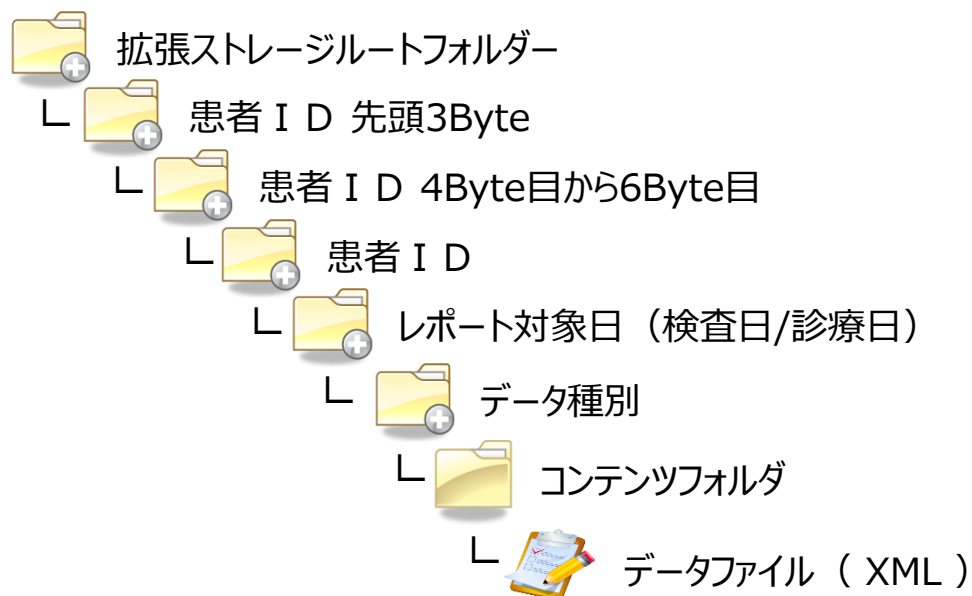 拡張ストレージルートフォルダー
患者ＩＤ 先頭3Byte
患者ＩＤ 4Byte目から6Byte目
患者ＩＤ
レポート対象日（検査日/診療日）
データ種別
コンテンツフォルダ
データファイル（ XML ）